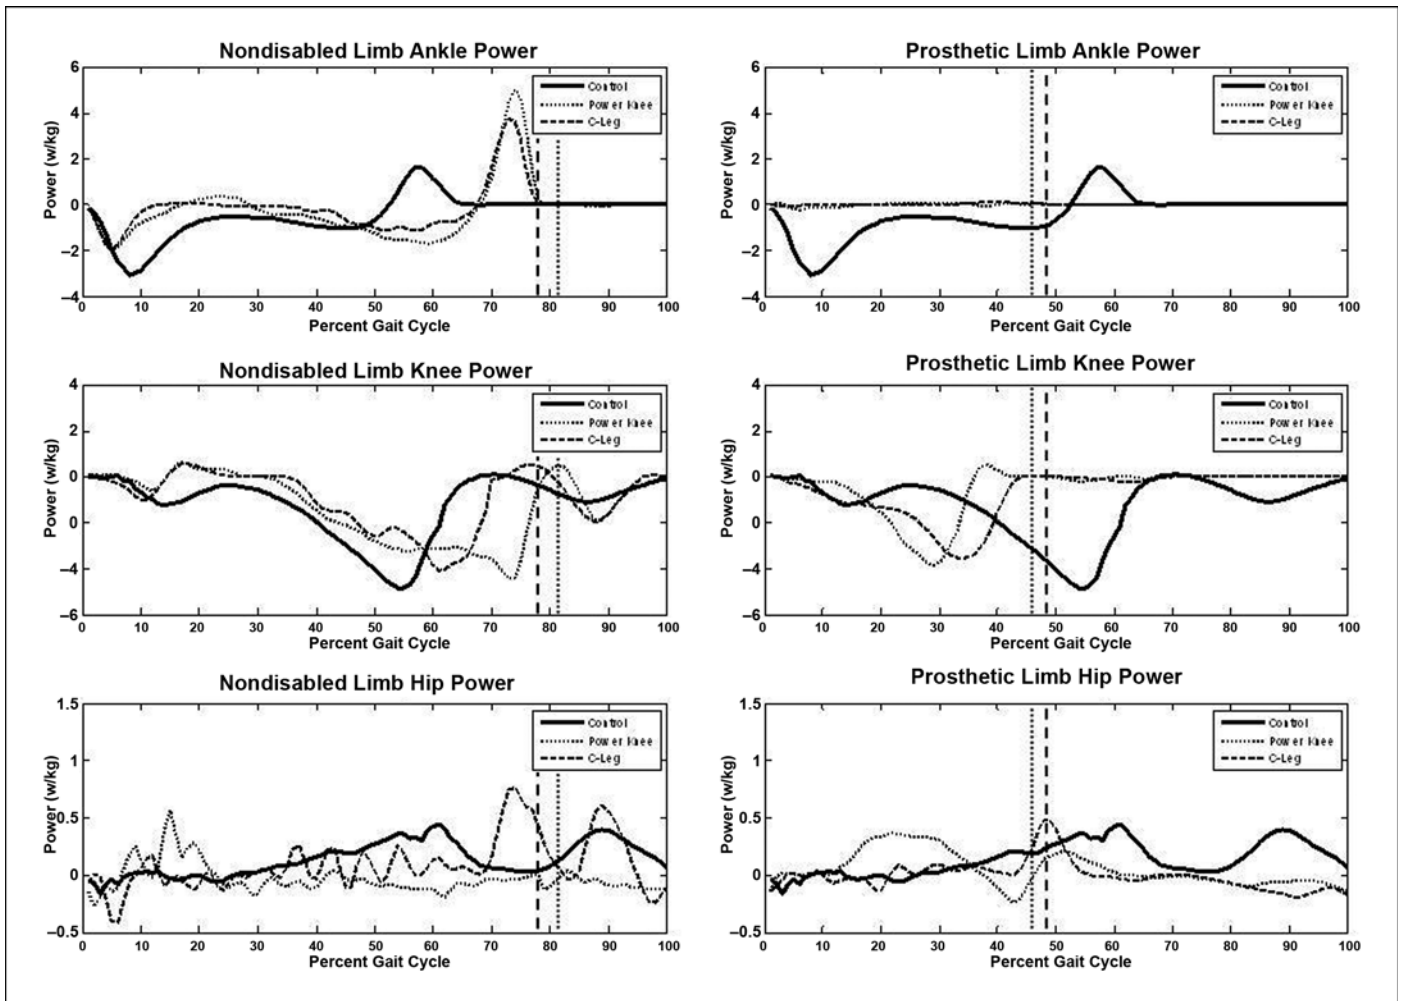 Nondisabled Limb Ankle Power
Power (w/kg)
6
4
2
0
–2
–4
Control
Power Knee
C-Leg
0 10 20 30 40 50 60 70 80 90 100
Percent Gait Cycle
Prosthetic Limb Ankle Power
Power (w/kg)
6
4
2
0
–2
–4
Control
Power Knee
C-Leg
0 10 20 30 40 50 60 70 80 90 100
Percent Gait Cycle
Nondisabled Limb Knee Power
Power (w/kg)
4
2
0
0
–4
–6
Control
Power Knee
C-Leg
0 10 20 30 40 50 60 70 80 90 100
Percent Gait Cycle
Prosthetic Limb Knee Power
Power (w/kg)
4
2
0
0
–4
–6
Control
Power Knee
C-Leg
0 10 20 30 40 50 60 70 80 90 100
Percent Gait Cycle
Nondisabled Limb Hip Power
Power (w/kg)
1.5
1
0.5
0
–0.5
Control
Power Knee
C-Leg
0 10 20 30 40 50 60 70 80 90 100
Percent Gait Cycle
Prosthetic Limb Hip Power
Power (w/kg)
1.5
1
0.5
0
–0.5
Control
Power Knee
C-Leg
0 10 20 30 40 50 60 70 80 90 100
Percent Gait Cycle